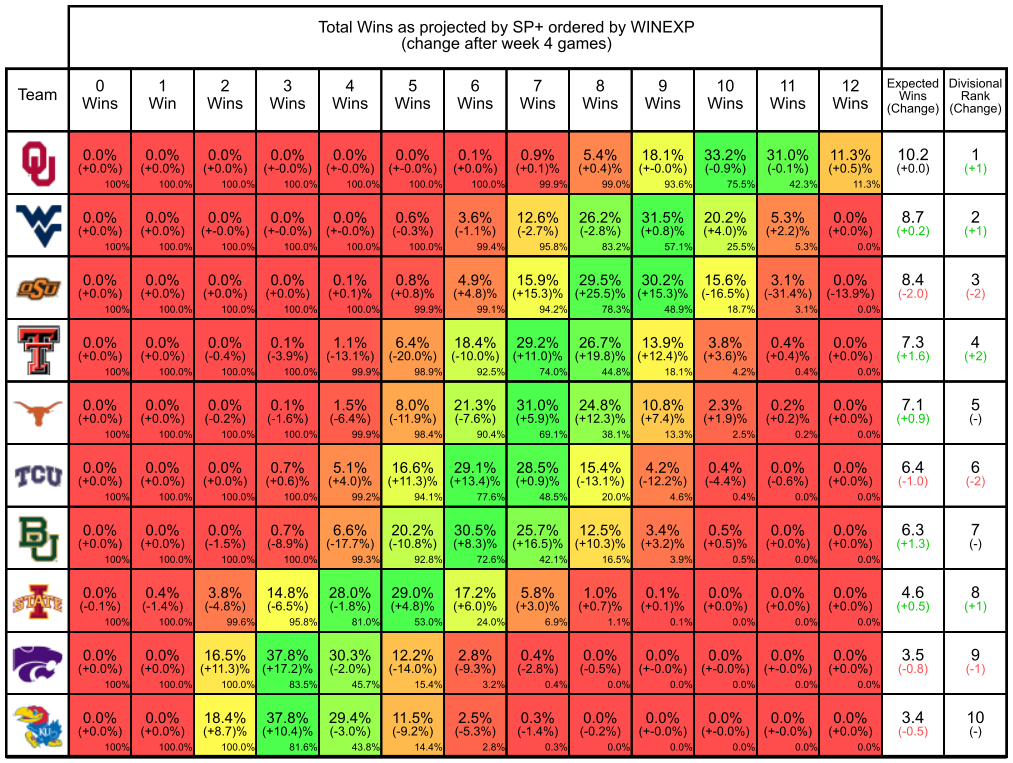 Total Wins as projected by SP+ ordered by WINEXP
(change after week 4 games)
Team 0 Wins 1 Win 2 Wins 3 Wins 4 Wins 5 Wins 6 Wins 7 Wins 8 Wins 9 Wins 10 Wins 11 Wins 12 Wins Expected Wins (Change) Divisional Rank (Change)
OU 0.0% 0.0% 0.0% 0.0% 0.0% 0.0% 0.1% 0.9% 5.4% 18.1% 33.2% 31.0% 11.3% 10.2 1
(+0.0%) (+0.0%) (+0.0%) (+0.0%) (+-0.0%) (+-0.0%) (+0.0%) (+0.1)% (+0.4)% (+-0.0%) (-0.9%) (-0.1%) (+0.5)% (+0.0) (+1)
100% 100.0% 100.0% 100.0% 100.0% 100.0% 100.0% 99.9% 99.0% 93.6% 75.5% 42.3% 11.3%
WV 0.0% 0.0% 0.0% 0.0% 0.0% 0.6% 3.6% 12.6% 26.2% 31.5% 20.2% 5.3% 0.0% 8.7 2
(+0.0%) (+0.0%) (+-0.0%) (+-0.0%) (+-0.0%) (-0.3%) (-1.1%) (-2.7%) (-2.8%) (+0.8)% (+4.0)% (+2.2)% (+0.0%) (+0.2) (+1)
100% 100.0% 100.0% 100.0% 100.0% 100.0% 99.4% 95.8% 83.2% 57.1% 25.5% 5.3% 0.0%
OSU 0.0% 0.0% 0.0% 0.0% 0.1% 0.8% 4.9% 15.9% 29.5% 30.2% 15.6% 3.1% 0.0% 8.4 3
(+0.0%) (+0.0%) (+0.0%) (+0.0%) (+0.1)% (+0.8)% (+4.8)% (+15.3)% (+25.5)% (+15.3)% (-16.5%) (-31.4%) (-13.9%) (-2.0) (-2)
100% 100.0% 100.0% 100.0% 100.0% 99.9% 99.1% 94.2% 78.3% 48.9% 18.7% 3.1% 0.0%
T 0.0% 0.0% 0.0% 0.1% 1.1% 6.4% 18.4% 29.2% 26.7% 13.9% 3.8% 0.4% 0.0% 7.3 4
(+0.0%) (+0.0%) (-0.4%) (-3.9%) (-13.1%) (-20.0%) (-10.0%) (+11.0)% (+19.8)% (+12.4)% (+3.6)% (+0.4)% (+0.0%) (+1.6) (+2)
100% 100.0% 100.0% 100.0% 99.9% 98.9% 92.5% 74.0% 44.8% 18.1% 4.2% 0.4% 0.0%
0.0% 0.0% 0.0% 0.1% 1.5% 8.0% 21.3% 31.0% 24.8% 10.8% 2.3% 0.2% 0.0% 7.1 5
(+0.0%) (+0.0%) (-0.2%) (-1.6%) (-6.4%) (-11.9%) (-7.6%) (+5.9)% (+12.3)% (+7.4)% (+1.9)% (+0.2)% (+0.0%) (+0.9) (-)
100% 100.0% 100.0% 100.0% 99.9% 98.4% 90.4% 69.1% 38.1% 13.3% 2.5% 0.2% 0.0%
TCU 0.0% 0.0% 0.0% 0.7% 5.1% 16.6% 29.1% 28.5% 15.4% 4.2% 0.4% 0.0% 0.0% 6.4 6
(+0.0%) (+0.0%) (+0.0%) (+0.6)% (+4.0)% (+11.3)% (+13.4)% (+0.9)% (-13.1%) (-12.2%) (-4.4%) (-0.6%) (+0.0%) (-1.0) (-2)
100% 100.0% 100.0% 100.0% 99.2% 94.1% 77.6% 48.5% 20.0% 4.6% 0.4% 0.0% 0.0%
BU 0.0% 0.0% 0.0% 0.7% 6.6% 20.2% 30.5% 25.7% 12.5% 3.4% 0.5% 0.0% 0.0% 6.3 7
(+0.0%) (+0.0%) (-1.5%) (-8.9%) (-17.7%) (-10.8%) (+8.3)% (+16.5)% (+10.3)% (+3.2)% (+0.5)% (+0.0%) (+0.0%) (+1.3) (-)
100% 100.0% 100.0% 100.0% 99.3% 92.8% 72.6% 42.1% 16.5% 3.9% 0.5% 0.0% 0.0%
I STATE 0.0% 0.4% 3.8% 14.8% 28.0% 29.0% 17.2% 5.8% 1.0% 0.1% 0.0% 0.0% 0.0% 4.6 8
(-0.1%) (-1.4%) (-4.8%) (-6.5%) (-1.8%) (+4.8)% (+6.0)% (+3.0)% (+0.7)% (+0.1)% (+0.0%) (+0.0%) (+0.0%) (+0.5) (+1)
100% 100.0% 99.6% 95.8% 81.0% 53.0% 24.0% 6.9% 1.1% 0.1% 0.0% 0.0% 0.0%
0.0% 0.0% 16.5% 37.8% 30.3% 12.2% 2.8% 0.4% 0.0% 0.0% 0.0% 0.0% 0.0% 3.5 9
(+0.0%) (+0.0%) (+11.3)% (+17.2)% (-2.0%) (-14.0%) (-9.3%) (-2.8%) (-0.5%) (+-0.0%) (+-0.0%) (+-0.0%) (+0.0%) (-0.8) (-1)
100% 100.0% 100.0% 83.5% 45.7% 15.4% 3.2% 0.4% 0.0% 0.0% 0.0% 0.0% 0.0%
KU 0.0% 0.0% 18.4% 37.8% 29.4% 11.5% 2.5% 0.3% 0.0% 0.0% 0.0% 0.0% 0.0% 3.4 10
(+0.0%) (+0.0%) (+8.7)% (+10.4)% (-3.0%) (-9.2%) (-5.3%) (-1.4%) (-0.2%) (+-0.0%) (+-0.0%) (+-0.0%) (+0.0%) (-0.5) (-)
100% 100.0% 100.0% 81.6% 43.8% 14.4% 2.8% 0.3% 0.0% 0.0% 0.0% 0.0% 0.0%